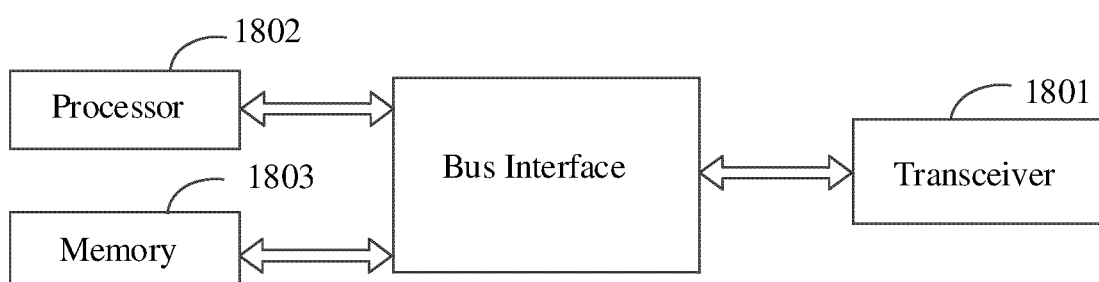 1802
Processor
1801
Bus Interface
Transceiver
1803
Memory